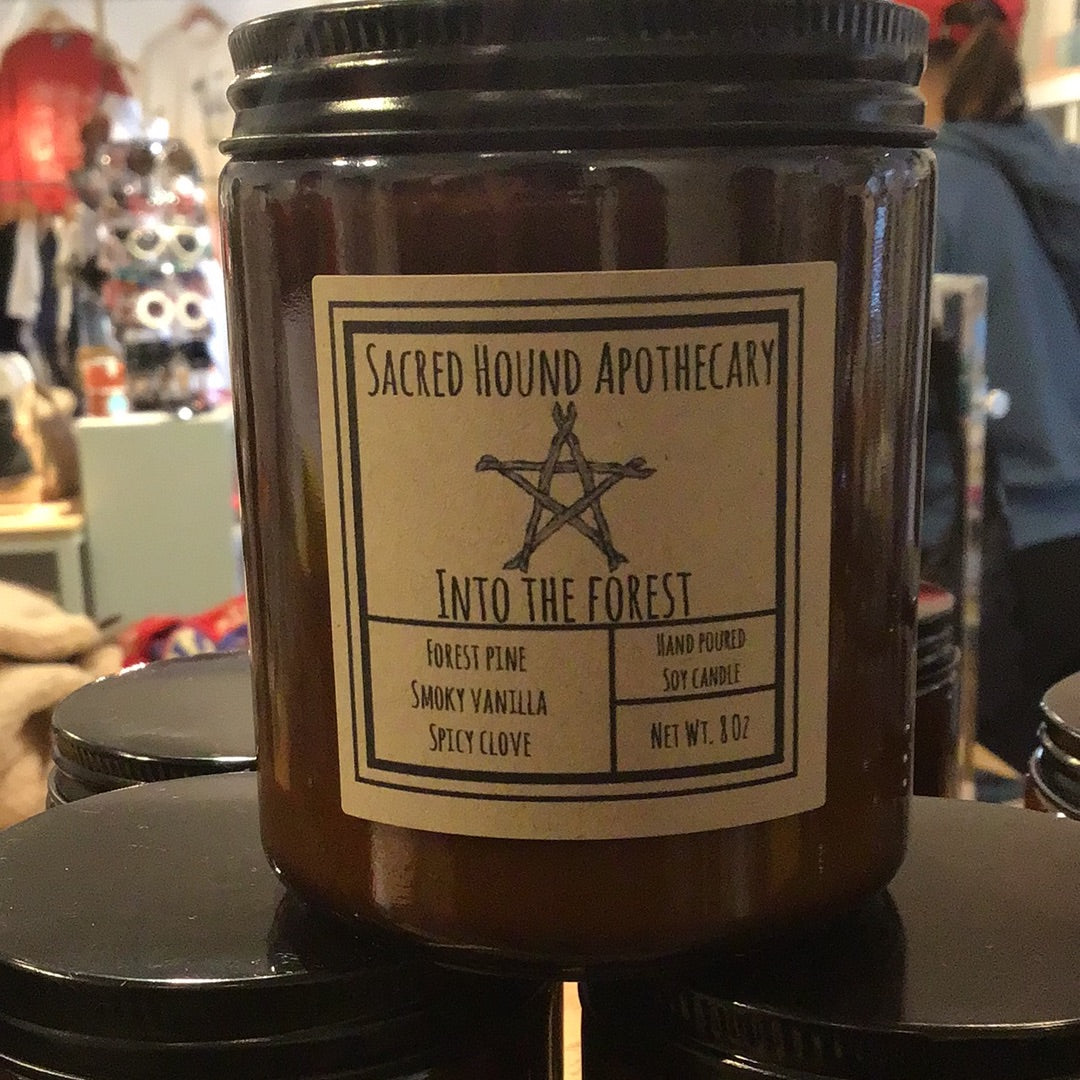 Sacred Hound Apothecary
Into the forest
Forest pine
Smoky vanilla
Spicy clove
Hand poured
Soy candle
Net Wt. 8 Oz